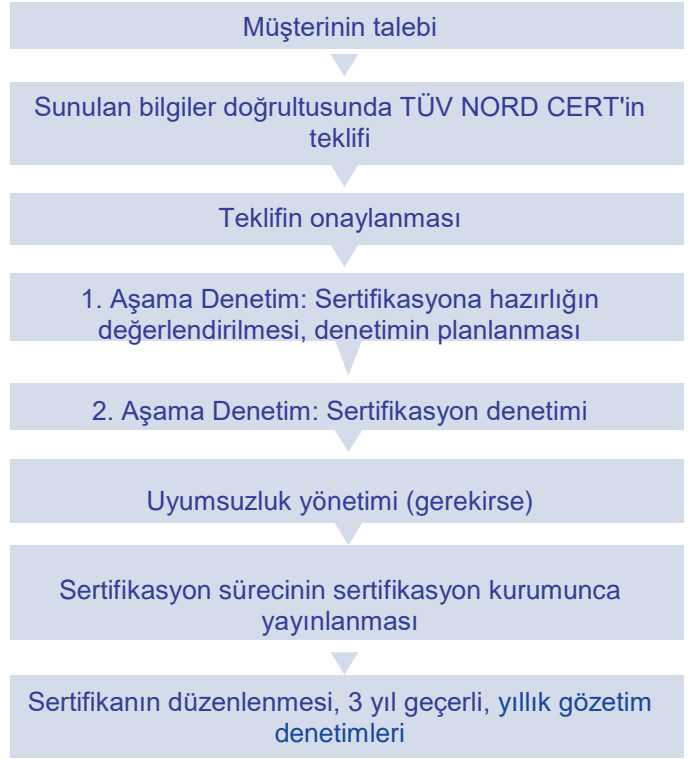 Müşterinin talebi
Sunulan bilgiler doğrultusunda TÜV NORD CERT'in
teklifi
Teklifin onaylanması
1. Aşama Denetim: Sertifikasyona hazırlığın
değerlendirilmesi, denetimin planlanması
2. Aşama Denetim: Sertifikasyon denetimi
Uyumsuzluk yönetimi (gerekirse)
Sertifikasyon sürecinin sertifikasyon kurumunca
yayınlanması
Sertifikanın düzenlenmesi, 3 yıl geçerli, yıllık gözetim
denetimleri